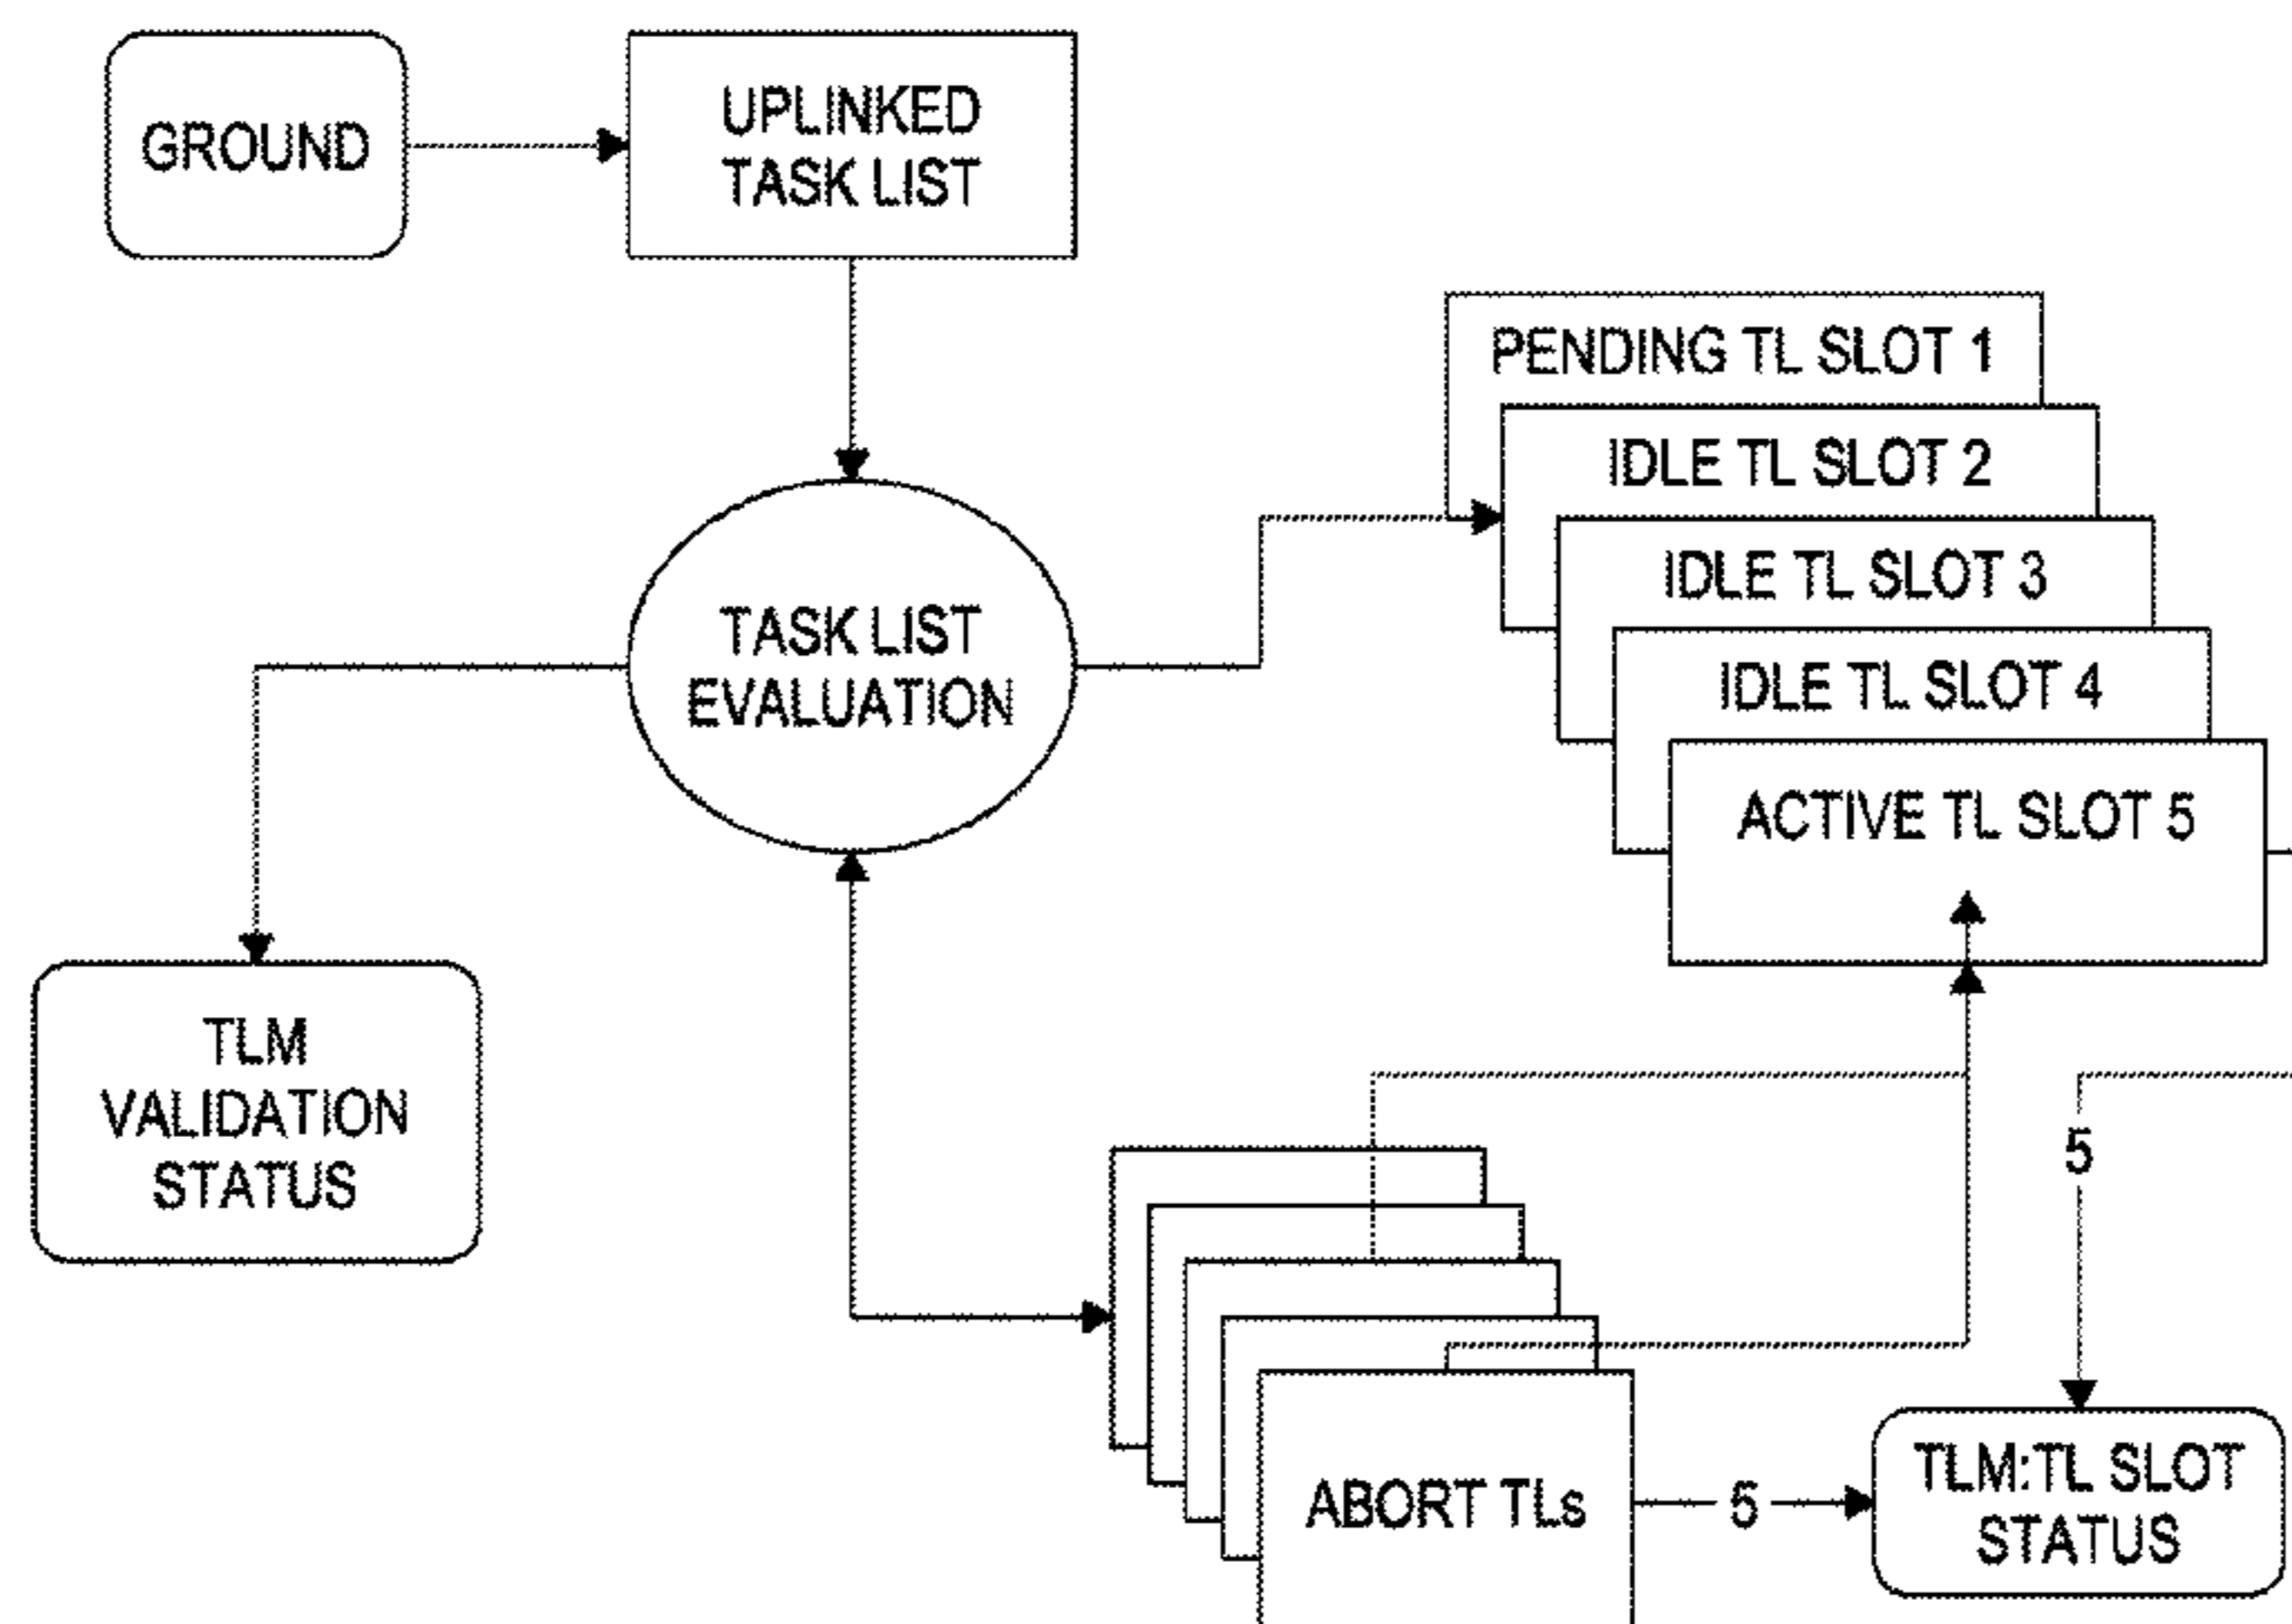 GROUND
UPLINKED
TASK LIST
PENDING TL SLOT 1
IDLE TL SLOT 2
IDLE TL SLOT 3
IDLE TL SLOT 4
ACTIVE TL SLOT 5
TASK LIST
EVALUATION
TLM
VALIDATION
STATUS
5
ABORT TLs
5
TLM:TL SLOT
STATUS